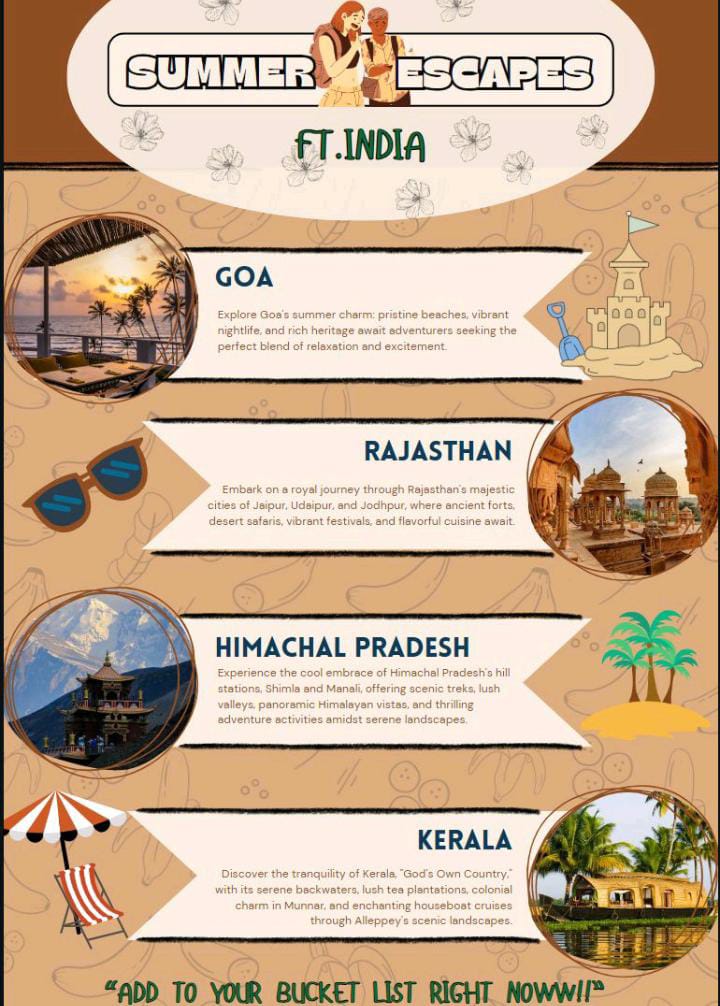 SUMMER ESCAPES
FT.INDIA
GOA
Explore Goa's summer charm: pristine beaches, vibrant
nightlife, and rich heritage await adventurers seeking the
perfect blend of relaxation and excitement.
RAJASTHAN
Embark on a royal journey through Rajasthan's majestic
cities of Jaipur, Udaipur, and Jodhpur, where ancient forts,
desert safaris, vibrant festivals, and flavorful cuisine await.
HIMACHAL PRADESH
Experience the cool embrace of Himachal Pradesh's hill
stations, Shimla and Manali, offering scenic treks, lush
valleys, panoramic Himalayan vistas, and thrilling
adventure activities amidst serene landscapes.
KERALA
Discover the tranquility of Kerala, "God's Own Country,"
with its serene backwaters, lush tea plantations, colonial
charm in Munnar, and enchanting houseboat cruises
through Alleppey's scenic landscapes.
"ADD TO YOUR BUCKET LIST RIGHT NOWW!!"